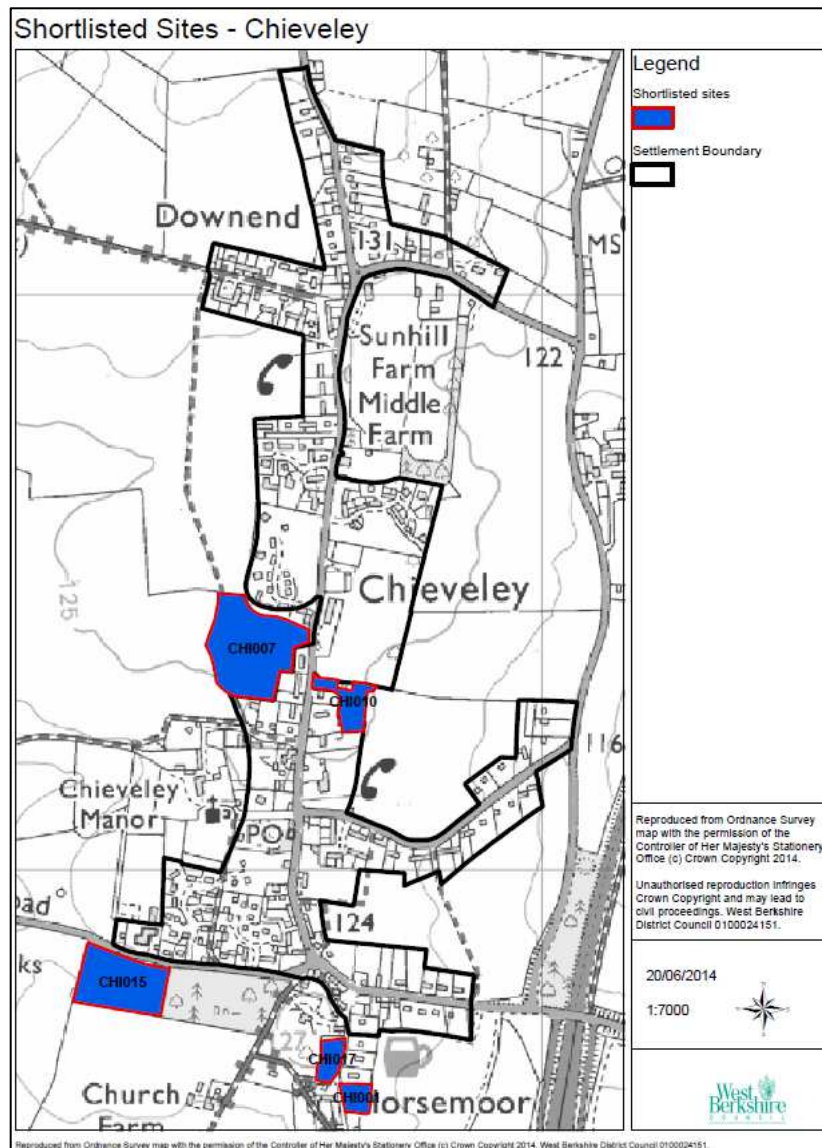 Shortlisted Sites - Chieveley
Legend
Shortlisted sites
Settlement Boundary
Downend
131
MS
Sunhill
Farm
Middle
Farm
122
Chieveley
125
CHI007
CHI010
116
Chieveley
Manor
PO
124
CHI015
ks
27
CHI017
CHI001
Horsemoor
Church
Farm
Reproduced from Ordnance Survey
map with the permission of the
Controller of Her Majesty's Stationery
Office (c) Crown Copyright 2014.
Unauthorised reproduction infringes
Crown Copyright and may lead to
civil proceedings. West Berkshire
District Council 0100024151.
20/06/2014
1:7000
West
Berkshire
COUNCIL
Reproduced from Ordnance Survey map with the permission of the Controller of Her Majesty's Stationery Office (c) Crown Copyright 2014. West Berkshire District Council 0100024151.